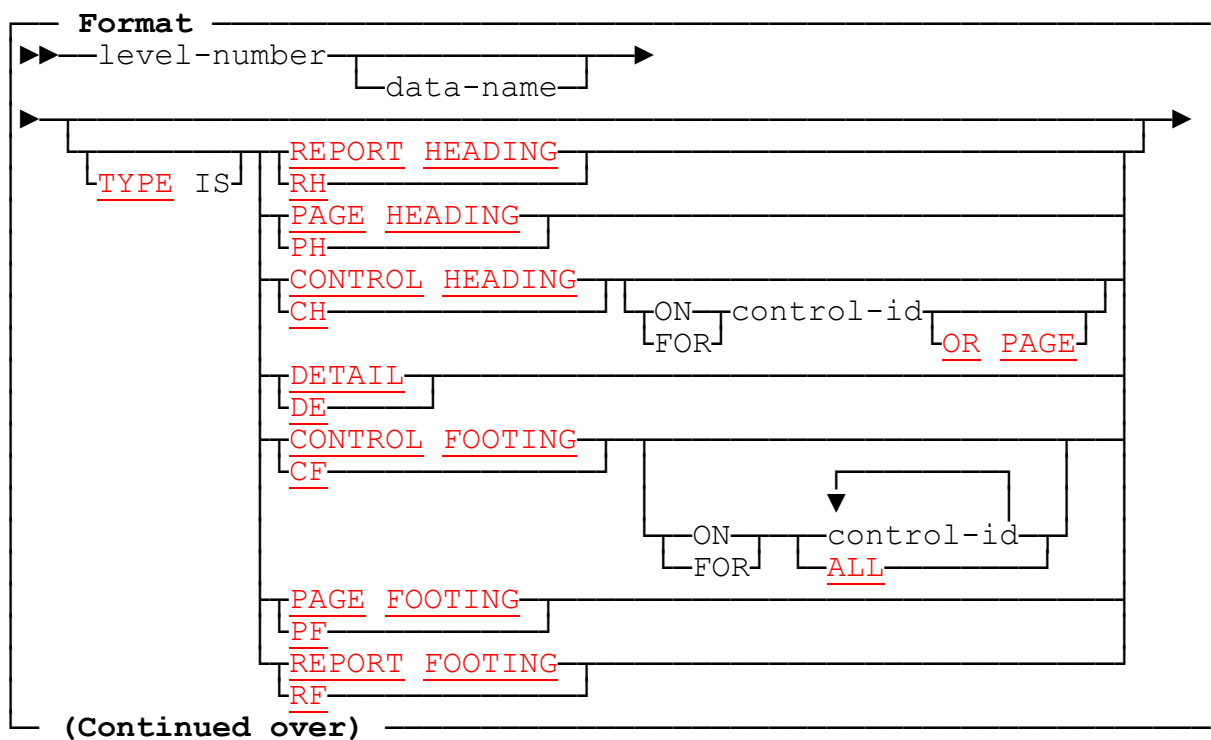 Format
level-number
data-name
REPORT HEADING
TYPE IS RH
PAGE HEADING
PH
CONTROL HEADING
CH ON control-id
FOR OR PAGE
DETAIL
DE
CONTROL FOOTING
CF
ON control-id
FOR ALL
PAGE FOOTING
PF
REPORT FOOTING
RF
(Continued over)